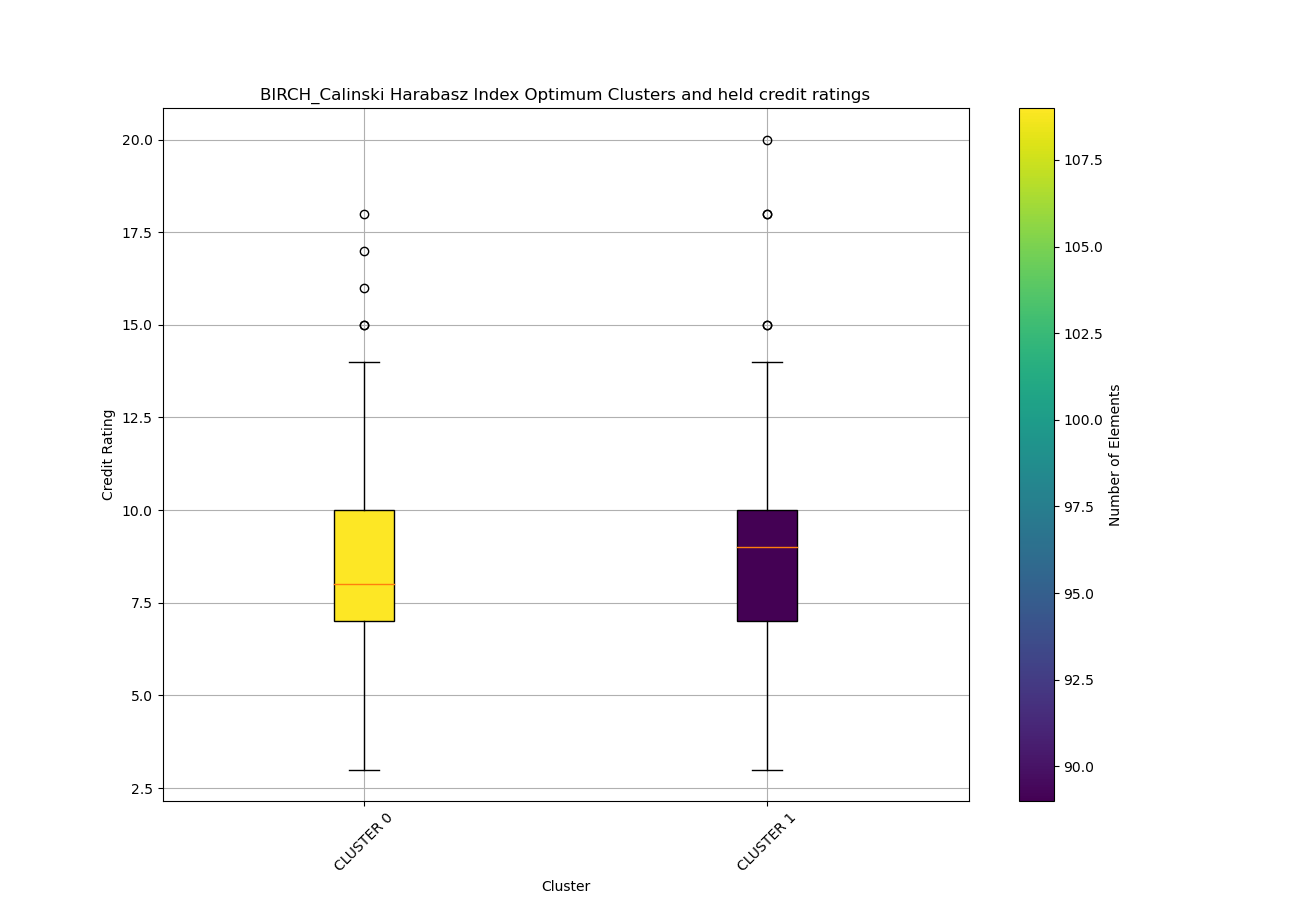 BIRCH_Calinski Harabasz Index Optimum Clusters and held credit ratings
20.0
17.5
15.0
12.5
10.0
7.5
5.0
2.5
Credit Rating
CLUSTER 0
CLUSTER 1
Cluster
107.5
105.0
102.5
100.0
97.5
95.0
92.5
90.0
Number of Elements